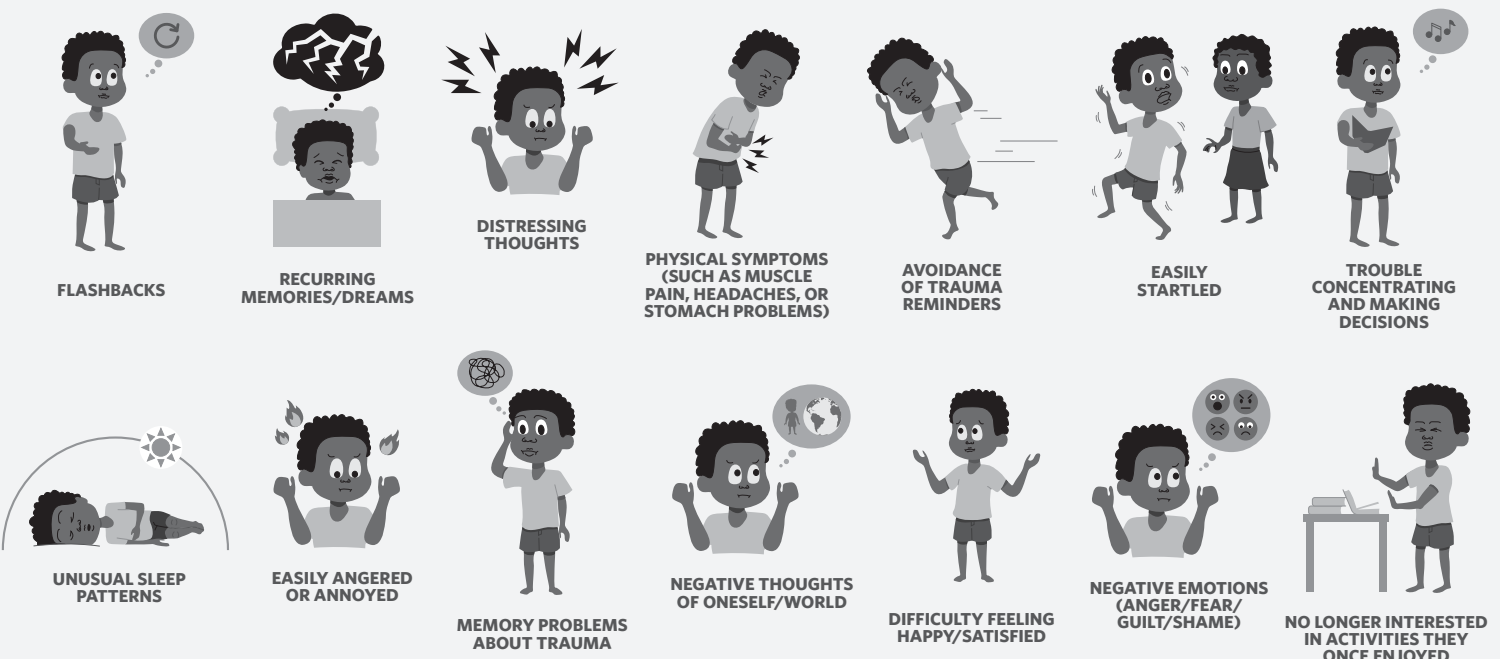 FLASHBACKS
RECURRING
MEMORIES/DREAMS
DISTRESSING
THOUGHTS
PHYSICAL SYMPTOMS
(SUCH AS MUSCLE
PAIN, HEADACHES, OR
STOMACH PROBLEMS)
AVOIDANCE
OF TRAUMA
REMINDERS
EASILY
STARTLED
TROUBLE
CONCENTRATING
AND MAKING
DECISIONS
UNUSUAL SLEEP
PATTERNS
EASILY ANGERED
OR ANNOYED
MEMORY PROBLEMS
ABOUT TRAUMA
NEGATIVE THOUGHTS
OF ONESELF/WORLD
DIFFICULTY FEELING
HAPPY/SATISFIED
NEGATIVE EMOTIONS
(ANGER/FEAR/
GUILT/SHAME)
NO LONGER INTERESTED
IN ACTIVITIES THEY
ONCE ENJOYED